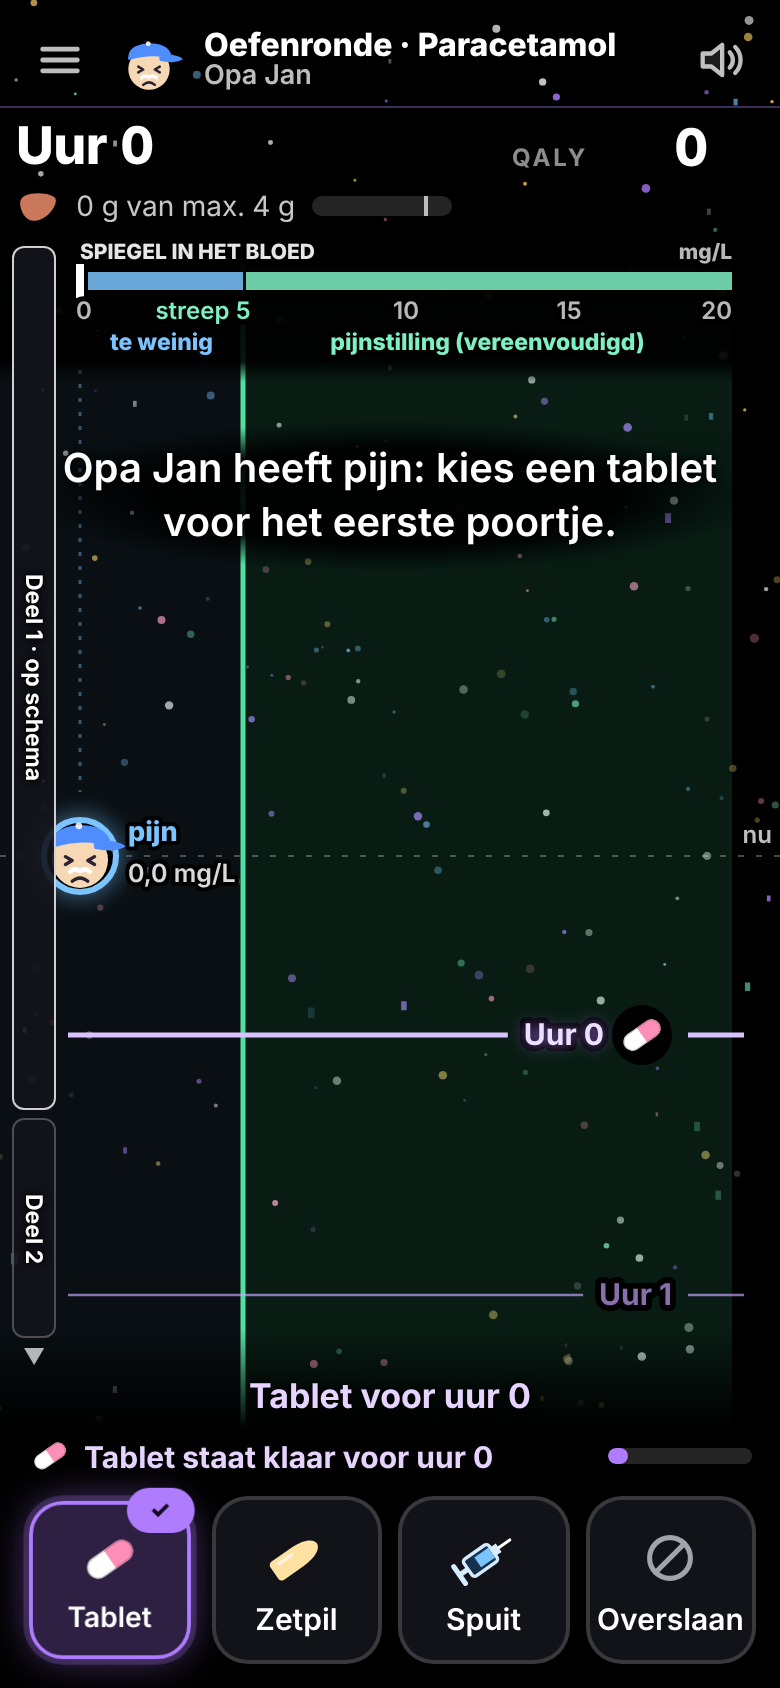 Oefenronde · Paracetamol
Opa Jan
Uur 0
QALY 0
0 g van max. 4 g
SPIEGEL IN HET BLOED mg/L
0 streep 5 10 15 20
te weinig pijnstilling (vereenvoudigd)
Opa Jan heeft pijn: kies een tablet
voor het eerste poortje.
Deel 1 · op schema
pijn
nu
0,0 mg/L
Uur 0
Deel 2
Uur 1
Tablet voor uur 0
Tablet staat klaar voor uur 0
Tablet Zetpil Spuit Overslaan